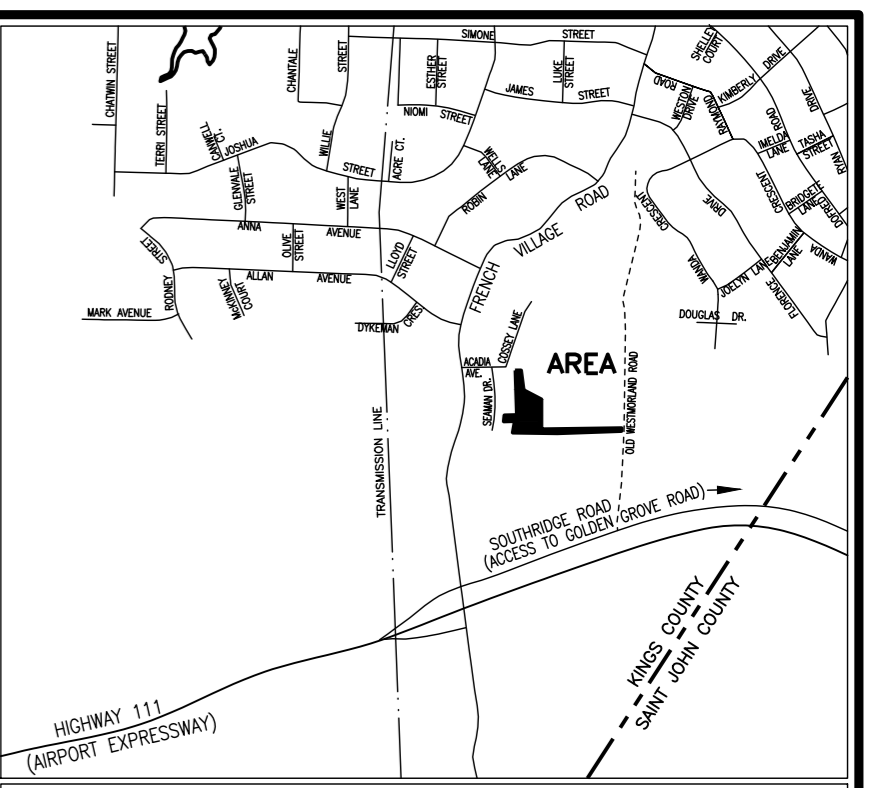 CHATWIN STREET
TERRI STREET
CANWELL
CT.
JOSHUA
STREET
GLENVALE
STREET
CHANTALE
STREET
WILLIE
SIMONE
STREET
ESTHER
STREET
NIOMI
STREET
JAMES
STREET
LUKE
STREET
ACRE CT.
WEST
LANE
ANNA
AVENUE
OLIVE
STREET
ALLAN
AVENUE
LLOYD
STREET
STREET
RODNEY
MCKINNEY
COURT
MARK AVENUE
DYKEMAN
CRES
ROBIN
LANE
LANE
FRENCH
VILLAGE
ROAD
ROAD
WESTON
DRIVE
RAYMOND
SHELLEY
COURT
KIMBERLY
DRIVE
ROAD
DRIVE
IMELDA
LANE
TASHA
STREET
RYAN
CRESCENT
BRIDGETE
LANE
BENJAMIN
LANE
WANDA
CRESCENT
DRIVE
WANDA
JOELYN LANE
FLORENCE
DOUGLAS DR.
ACADIA
AVE.
COSSEY LANE
SEAMAN DR.
AREA
OLD WESTMORLAND ROAD
TRANSMISSION LINE
SOUTHRIDGE ROAD
(ACCESS TO GOLDEN GROVE ROAD)
KINGS COUNTY
SAINT JOHN COUNTY
HIGHWAY 111
(AIRPORT EXPRESSWAY)